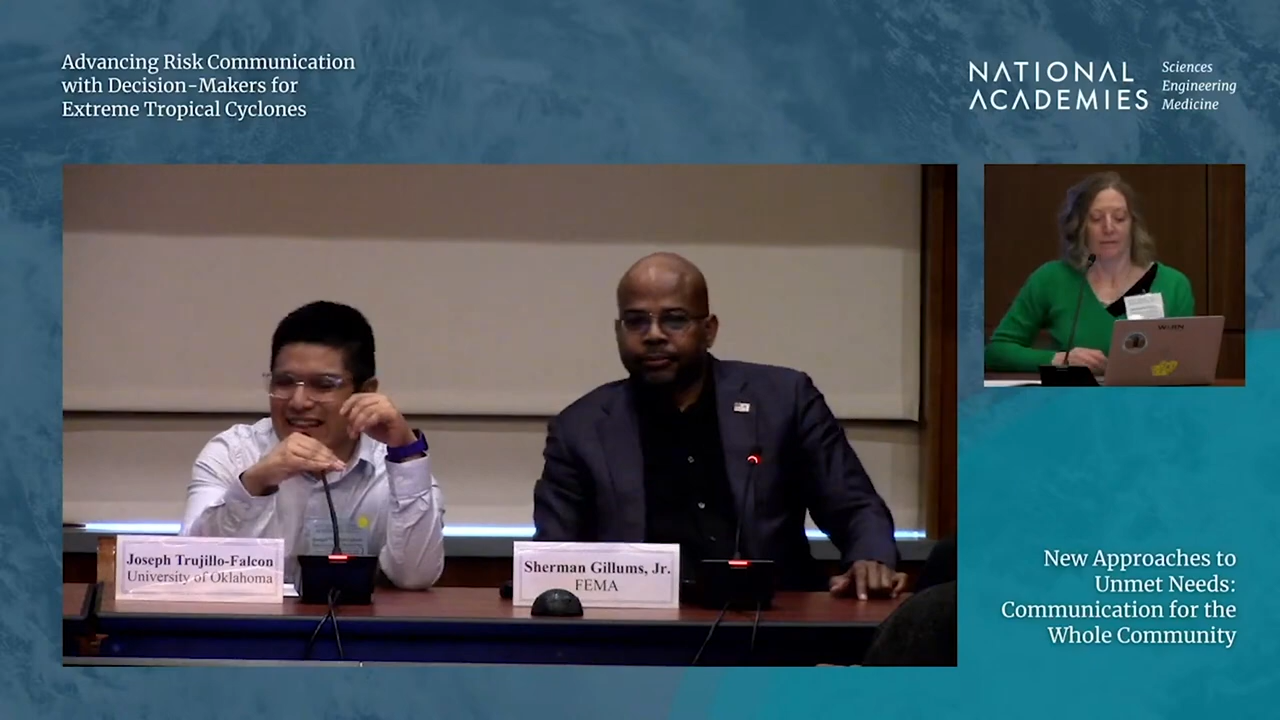 Advancing Risk Communication
with Decision-Makers for
Extreme Tropical Cyclones
NATIONAL
ACADEMIES
Sciences
Engineering
Medicine
Joseph Trujillo-Falcon
University of Oklahoma
Sherman Gillums, Jr.
FEMA
New Approaches to
Unmet Needs:
Communication for the
Whole Community